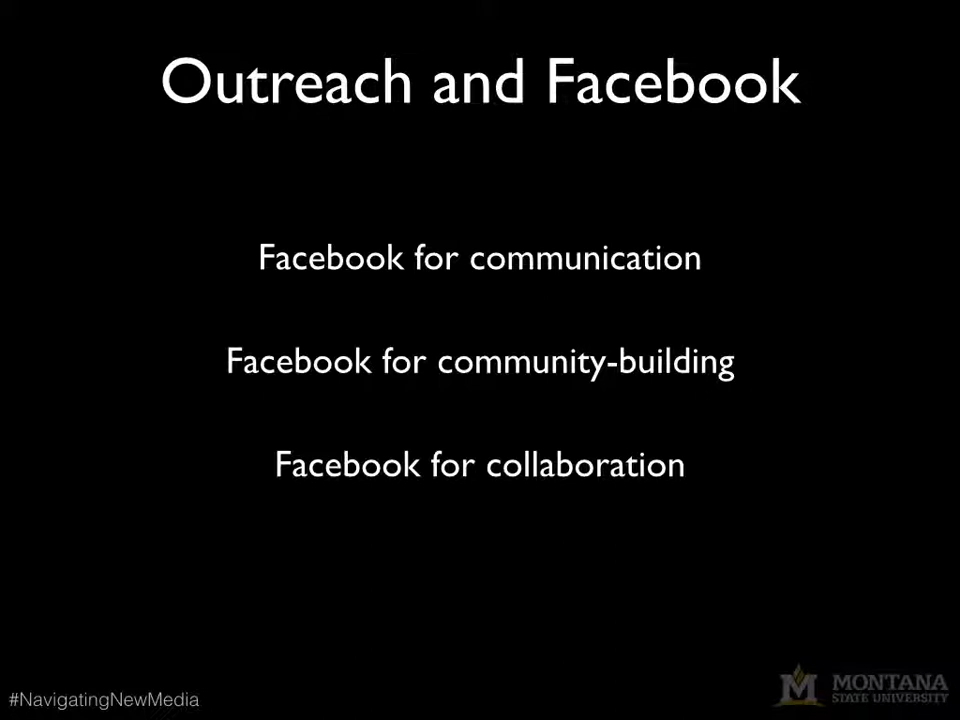 Outreach and Facebook
Facebook for communication
Facebook for community-building
Facebook for collaboration
#NavigatingNewMedia
M MONTANA
STATE UNIVERSITY